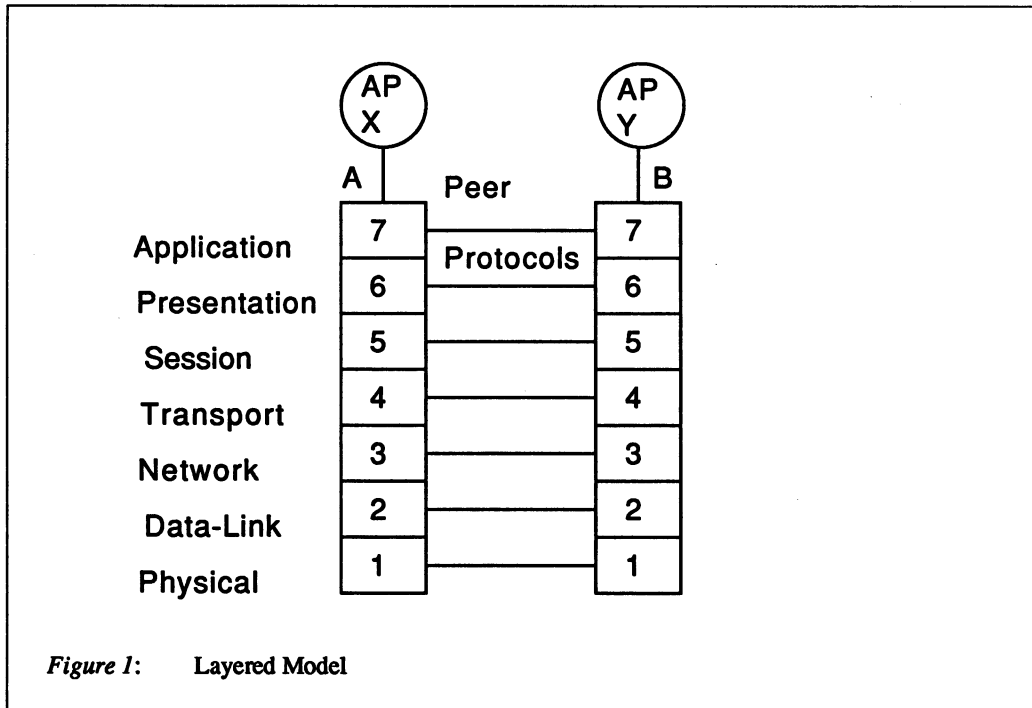 AP
X
AP
Y
A
Peer
B
Application
7
7
Protocols
Presentation
6
6
Session
5
5
Transport
4
4
Network
3
3
Data-Link
2
2
Physical
1
1
Figure 1: Layered Model